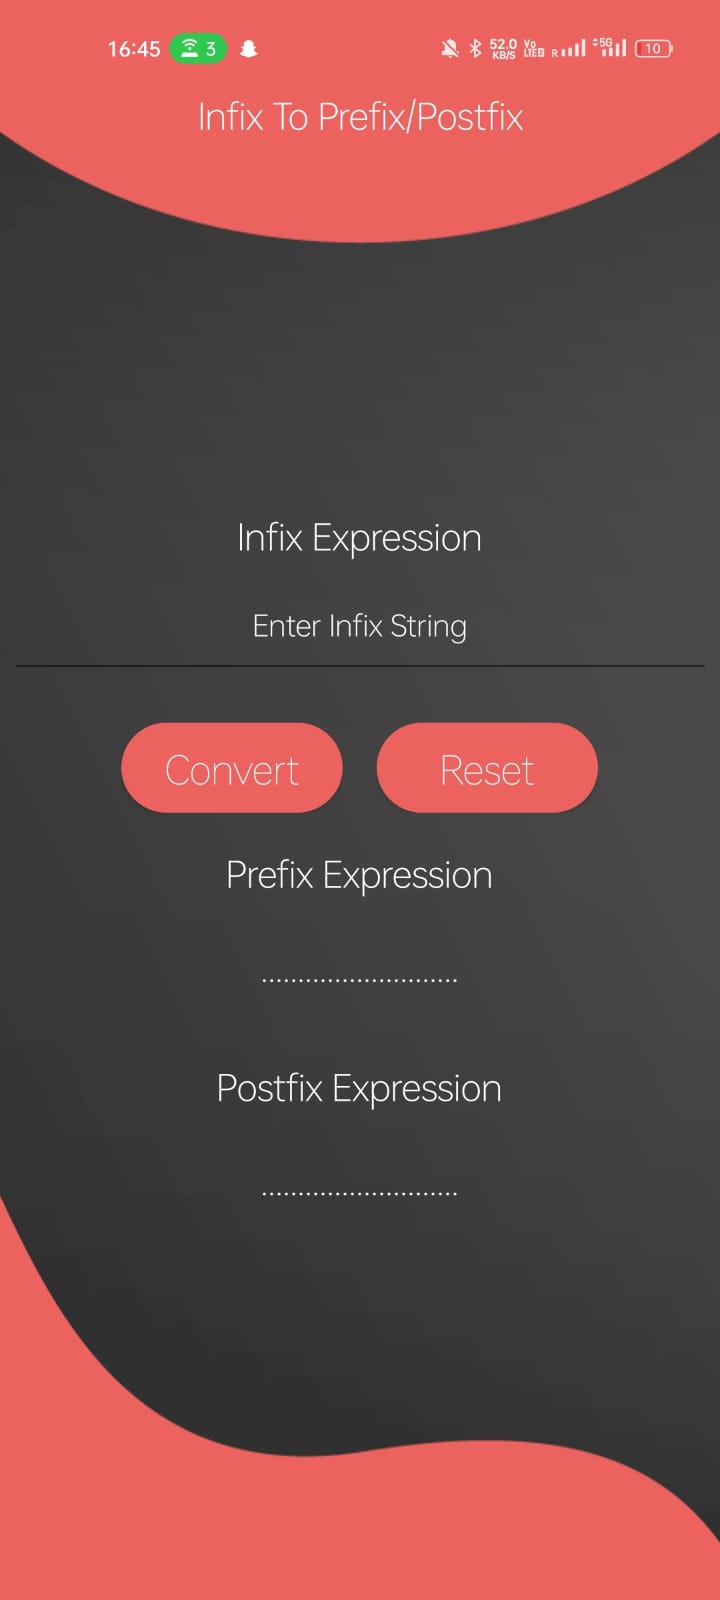 16:45 3 52.0 KB/S Vo LTE 2 R 5G 10
Infix To Prefix/Postfix
Infix Expression
Enter Infix String
Convert Reset
Prefix Expression
...........................
Postfix Expression
...........................